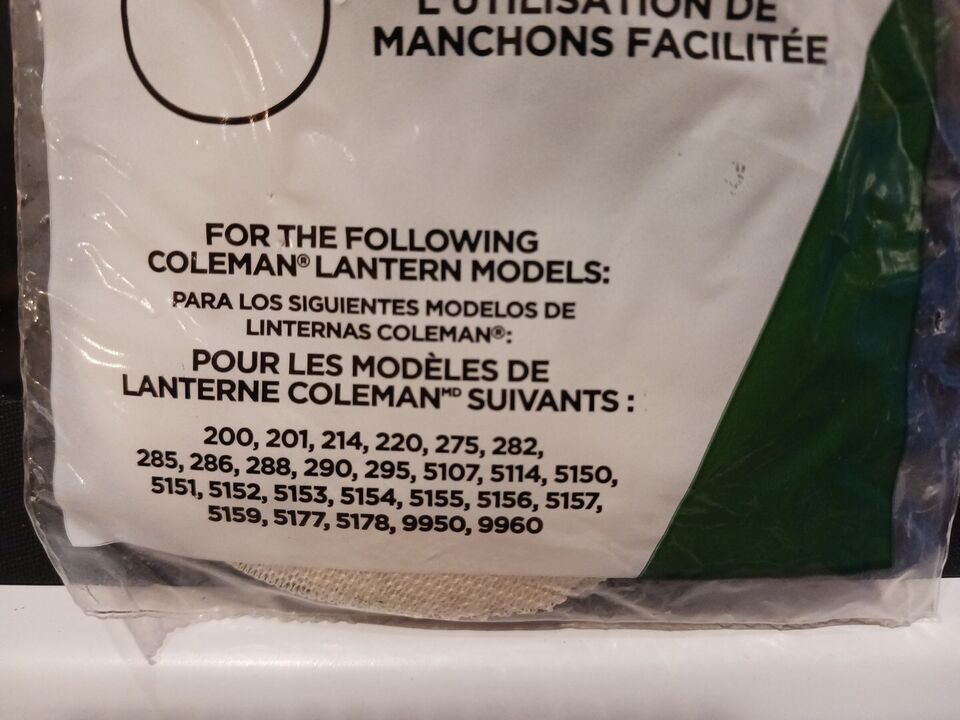 L'UTILISATION DE
MANCHONS FACILITÉE
FOR THE FOLLOWING
COLEMAN® LANTERN MODELS:
PARA LOS SIGUIENTES MODELOS DE
LINTERNAS COLEMAN®:
POUR LES MODÈLES DE
LANTERNE COLEMANᴹᴰ SUIVANTS :
200, 201, 214, 220, 275, 282,
285, 286, 288, 290, 295, 5107, 5114, 5150,
5151, 5152, 5153, 5154, 5155, 5156, 5157,
5159, 5177, 5178, 9950, 9960